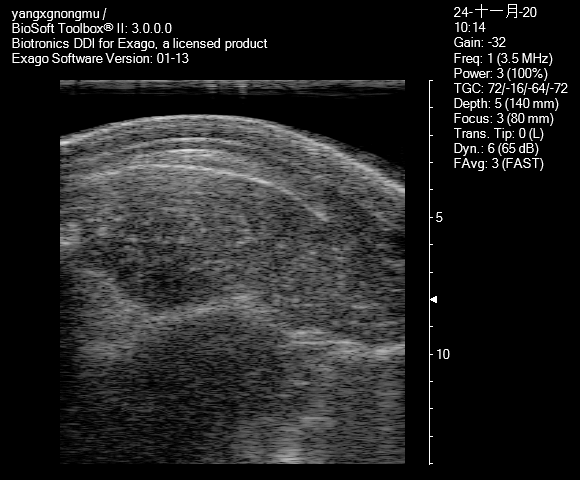 yangxgnongmu /
BioSoft Toolbox® II: 3.0.0.0
Biotronics DDI for Exago, a licensed product
Exago Software Version: 01-13
24-十一月-20
10:14
Gain: -32
Freq: 1 (3.5 MHz)
Power: 3 (100%)
TGC: 72/-16/-64/-72
Depth: 5 (140 mm)
Focus: 3 (80 mm)
Trans. Tip: 0 (L)
Dyn.: 6 (65 dB)
FAvg: 3 (FAST)
5
10